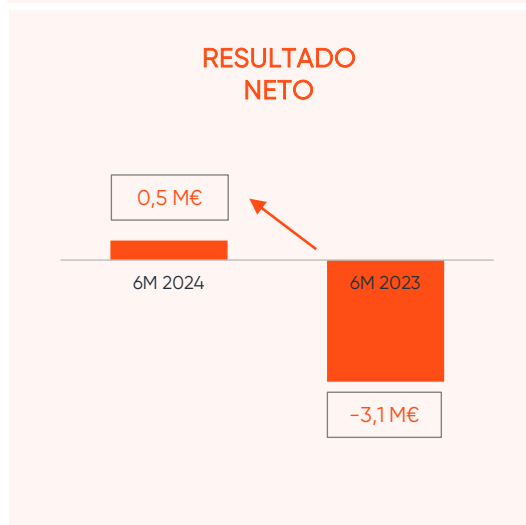 RESULTADO
NETO
0,5 M€
6M 2024
6M 2023
-3,1 M€